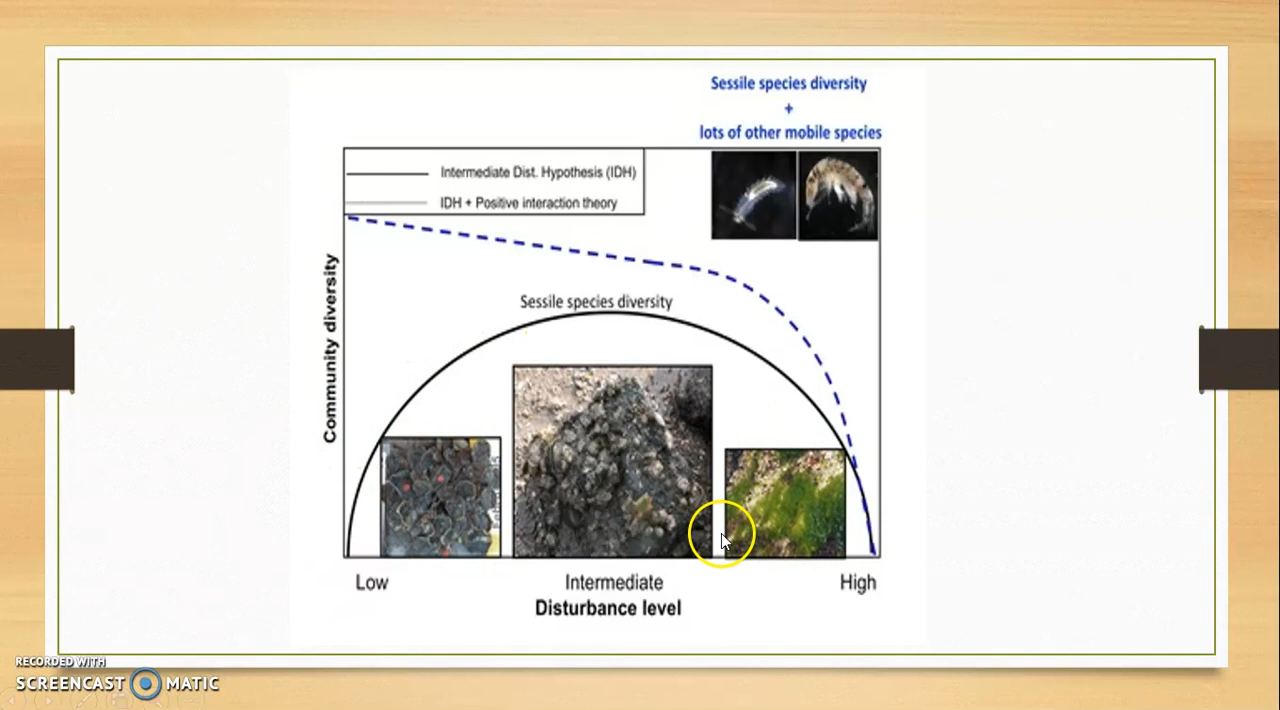 Sessile species diversity
+
lots of other mobile species
Intermediate Dist. Hypothesis (IDH)
IDH + Positive interaction theory
Community diversity
Sessile species diversity
Low
Intermediate
High
Disturbance level
RECORDED WITH
SCREENCAST MATIC